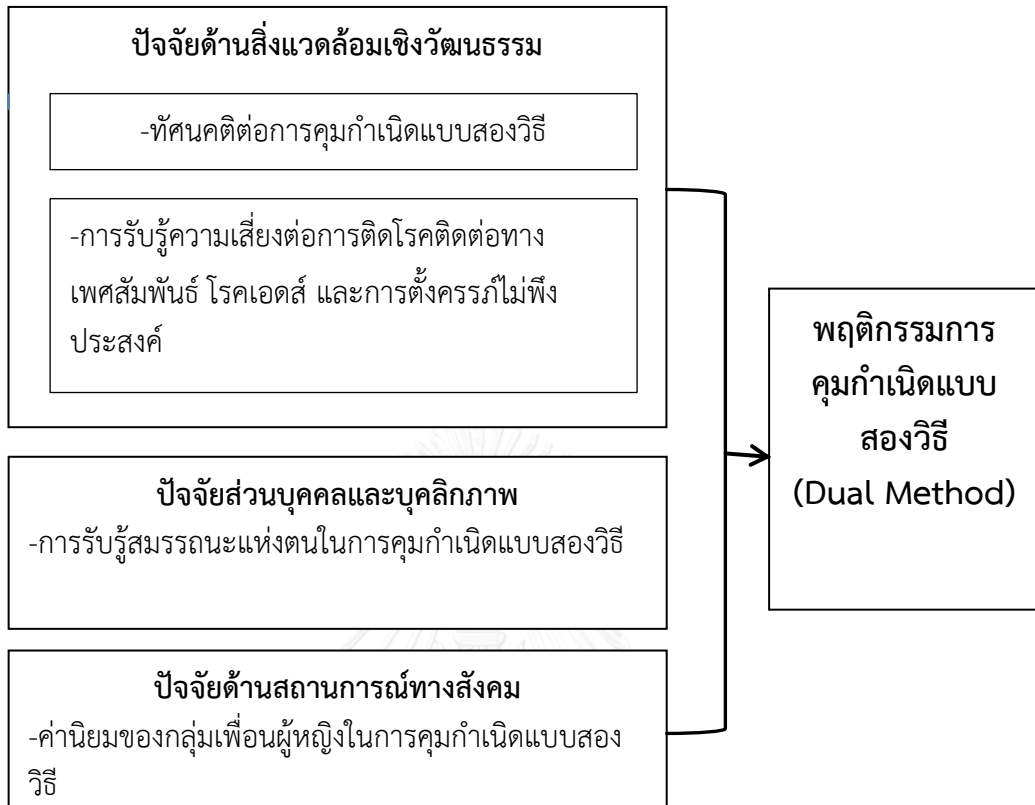 ปัจจัยด้านสิ่งแวดล้อมเชิงวัฒนธรรม
-ทัศนคติต่อการคุมกำเนิดแบบสองวิธี
-การรับรู้ความเสี่ยงต่อการติดโรคติดต่อทาง
เพศสัมพันธ์ โรคเอดส์ และการตั้งครรภ์ไม่พึง
ประสงค์
ปัจจัยส่วนบุคคลและบุคลิกภาพ
-การรับรู้สมรรถนะแห่งตนในการคุมกำเนิดแบบสองวิธี
ปัจจัยด้านสถานการณ์ทางสังคม
-ค่านิยมของกลุ่มเพื่อนผู้หญิงในการคุมกำเนิดแบบสอง
วิธี
พฤติกรรมการ
คุมกำเนิดแบบ
สองวิธี
(Dual Method)